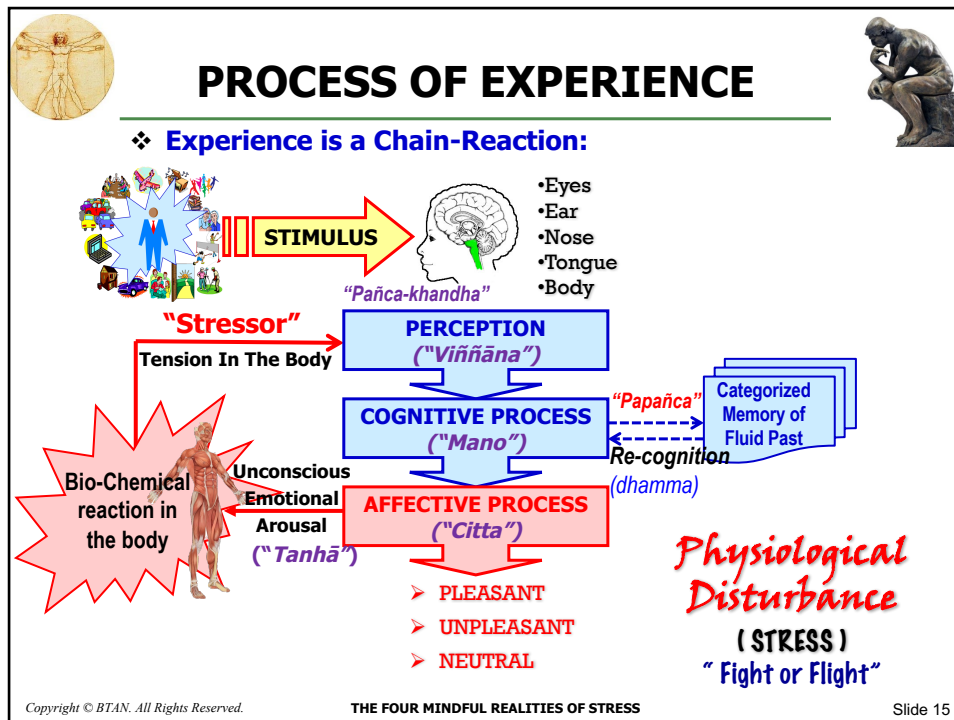 PROCESS OF EXPERIENCE
❖ Experience is a Chain-Reaction:
STIMULUS
•Eyes
•Ear
•Nose
•Tongue
•Body
“Pañca-khandha”
“Stressor”
Tension In The Body
PERCEPTION
(“Viññāna”)
COGNITIVE PROCESS
(“Mano”)
“Papañca”
Re-cognition
(dhamma)
Categorized
Memory of
Fluid Past
Bio-Chemical
reaction in
the body
Unconscious
Emotional
Arousal
(“Tanhā”)
AFFECTIVE PROCESS
(“Citta”)
➢ PLEASANT
➢ UNPLEASANT
➢ NEUTRAL
Physiological
Disturbance
( STRESS )
“ Fight or Flight”
Copyright © BTAN. All Rights Reserved.
THE FOUR MINDFUL REALITIES OF STRESS
Slide 15